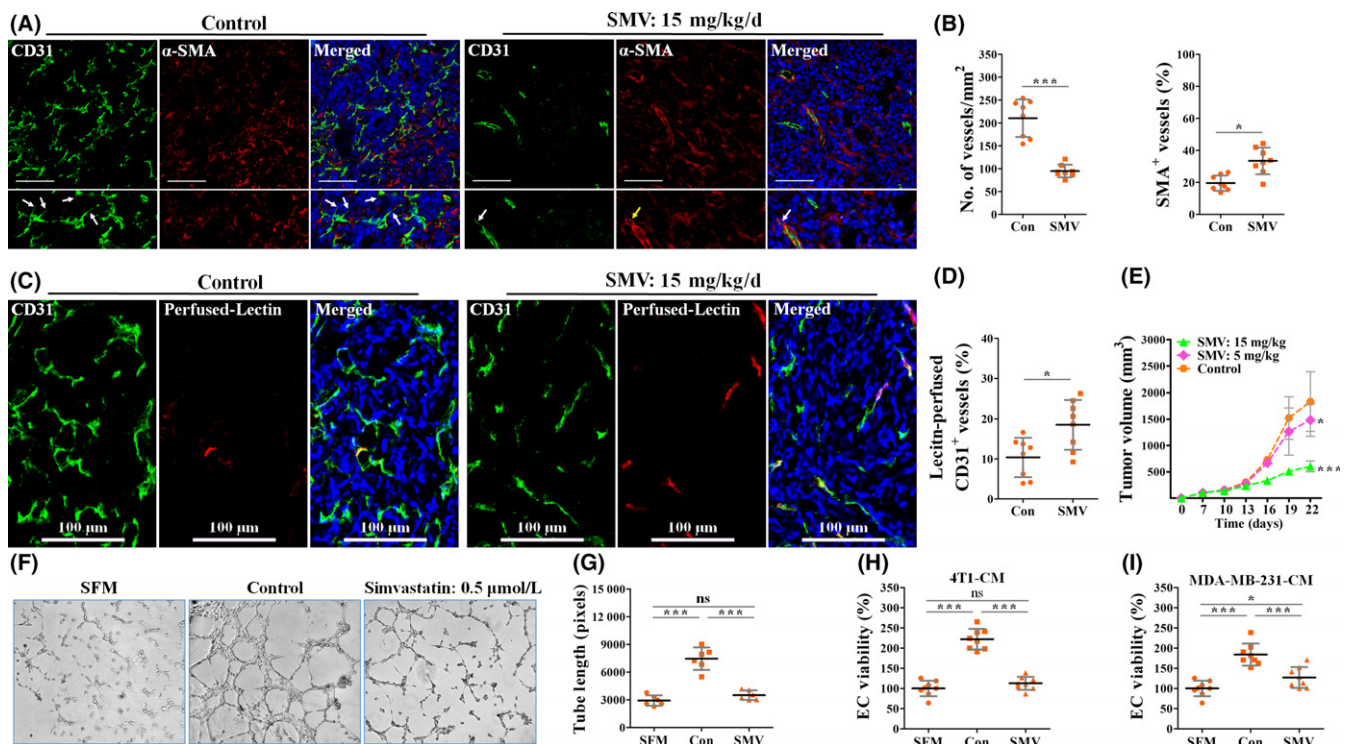 (A)
Control
SMV: 15 mg/kg/d
CD31
α-SMA
Merged
CD31
α-SMA
Merged
(B)
No. of vessels/mm²
250
200
150
100
50
0
***
Con
SMV
SMA⁺ vessels (%)
100
80
60
40
20
0
*
Con
SMV
(C)
Control
SMV: 15 mg/kg/d
CD31
Perfused-Lectin
Merged
CD31
Perfused-Lectin
Merged
100 μm
100 μm
100 μm
100 μm
100 μm
100 μm
(D)
Lecitn-perfused
CD31⁺ vessels (%)
40
30
20
10
0
*
Con
SMV
(E)
Tumor volume (mm³)
3000
2500
2000
1500
1000
500
SMV: 15 mg/kg
SMV: 5 mg/kg
Control
*
***
0
7
10
13
16
19
22
Time (days)
(F)
SFM
Control
Simvastatin: 0.5 μmol/L
(G)
Tube length (pixels)
15 000
12 000
9000
6000
3000
0
ns
***
***
SFM
Con
SMV
(H)
4T1-CM
EC viability (%)
300
250
200
150
100
50
0
ns
***
***
SFM
Con
SMV
(I)
MDA-MB-231-CM
EC viability (%)
300
250
200
150
100
50
0
*
***
***
SFM
Con
SMV